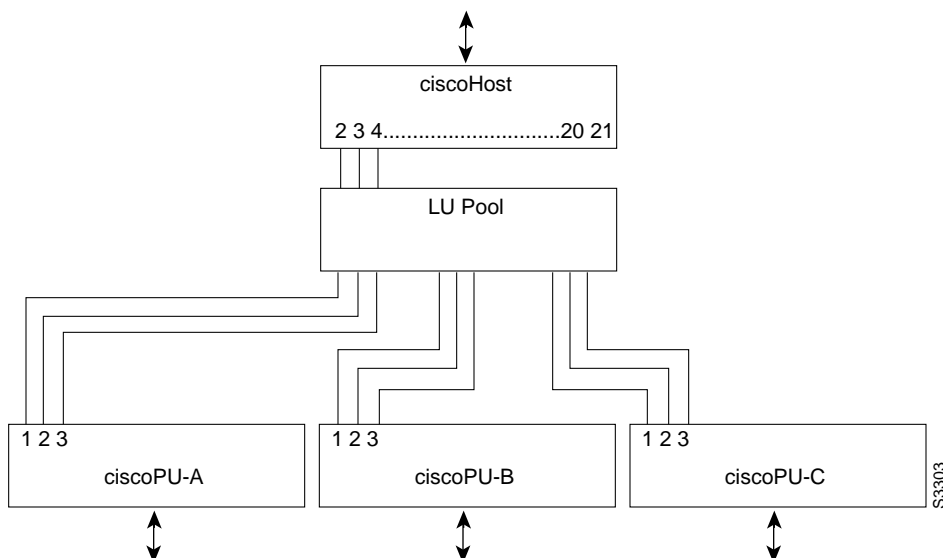 ciscoHost
2 3 4..............................20 21
LU Pool
1 2 3
1 2 3
1 2 3
ciscoPU-A
ciscoPU-B
ciscoPU-C
S3303